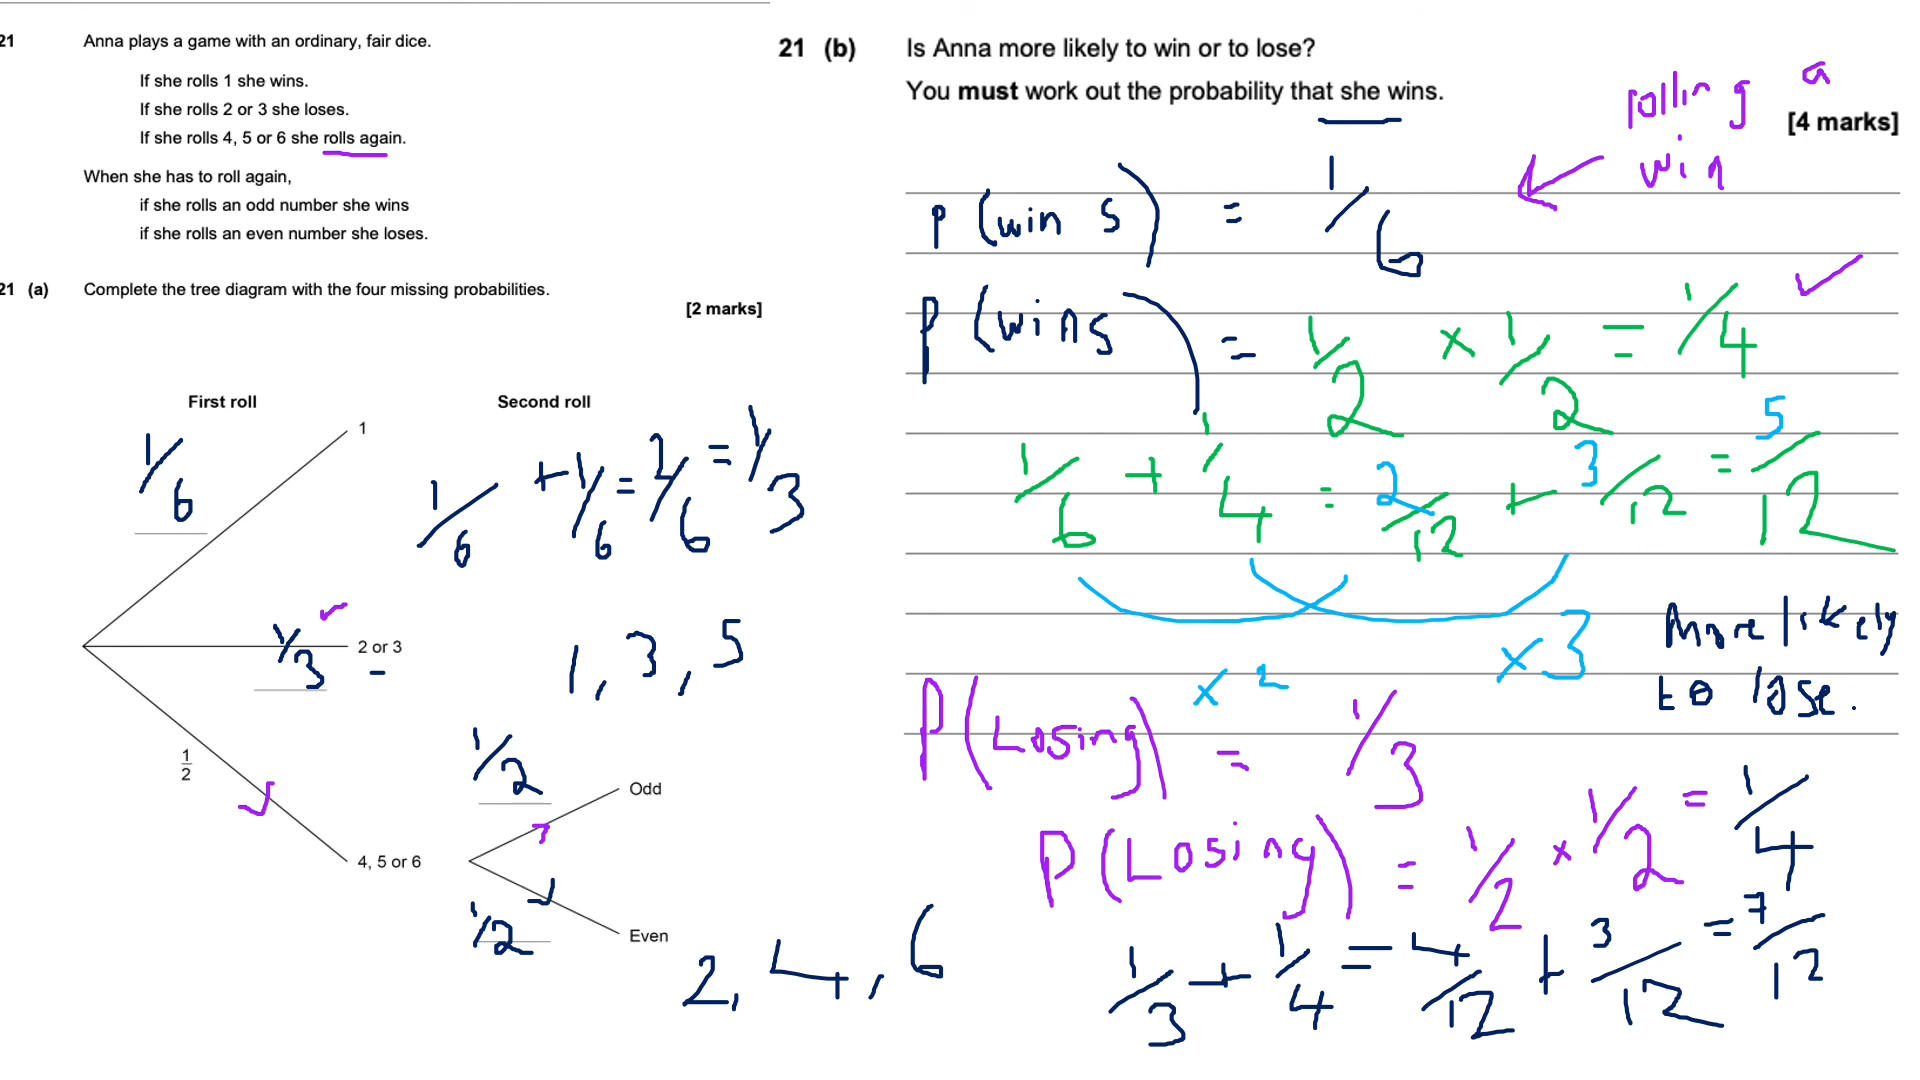 21 Anna plays a game with an ordinary, fair dice.
If she rolls 1 she wins.
If she rolls 2 or 3 she loses.
If she rolls 4, 5 or 6 she rolls again.
When she has to roll again,
if she rolls an odd number she wins
if she rolls an even number she loses.
21 (a) Complete the tree diagram with the four missing probabilities.
[2 marks]
First roll Second roll
1/6
1
1/6 + 1/6 = 2/6 = 1/3
1/3 2 or 3
1, 3, 5
1/2
1/2 Odd
4, 5 or 6
1/2 Even
2, 4, 6
21 (b) Is Anna more likely to win or to lose?
You must work out the probability that she wins.
[4 marks]
rolling a
win
P(wins) = 1/6
P(wins) = 1/2 × 1/2 = 1/4
1/6 + 1/4 = 2/12 + 3/12 = 5/12
×2 ×3
More likely
to lose.
P(Losing) = 1/3
P(Losing) = 1/2 × 1/2 = 1/4
1/3 + 1/4 = 4/12 + 3/12 = 7/12